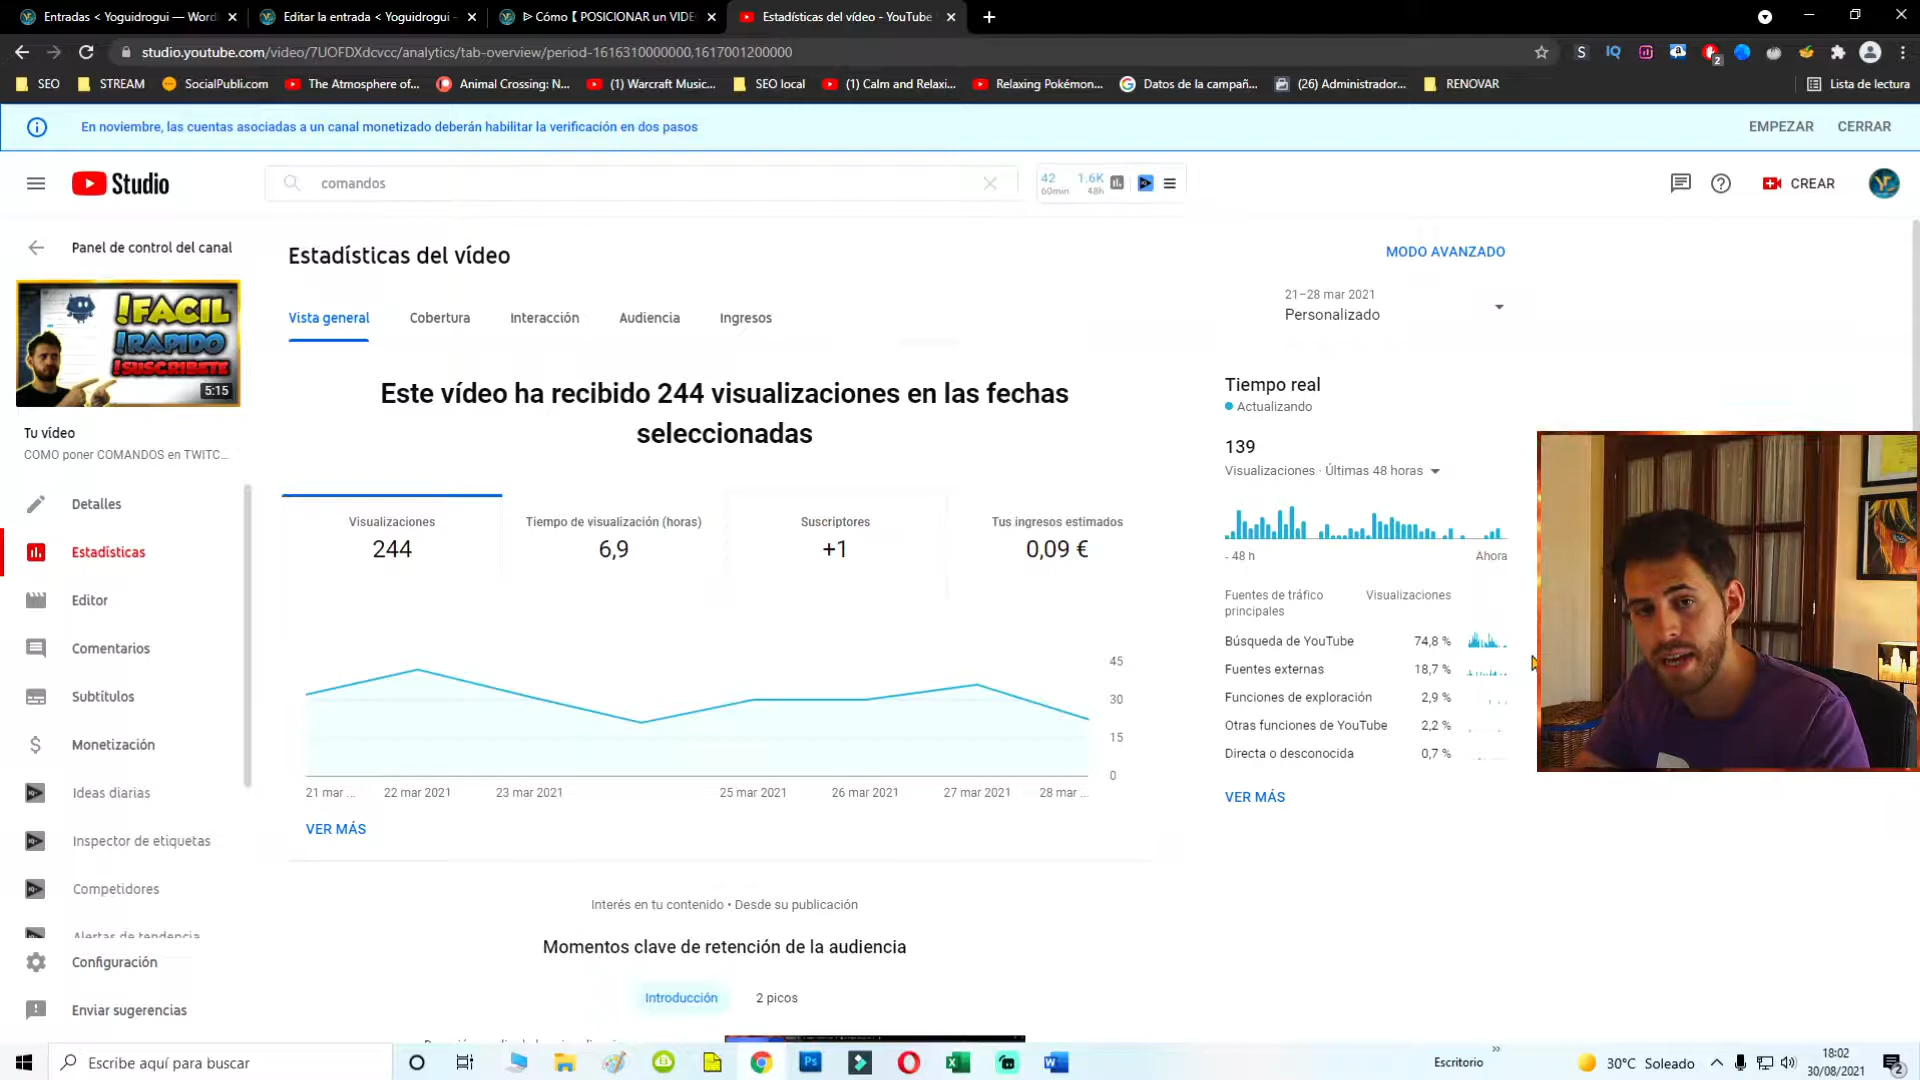 Entradas < Yoguidrogui — Word
Editar la entrada < Yoguidrogui -
ᐅ Cómo【 POSICIONAR un VIDE
Estadísticas del vídeo - YouTube
studio.youtube.com/video/7UOFDXdcvcc/analytics/tab-overview/period-1616310000000,1617001200000
SEO
STREAM
SocialPubli.com
The Atmosphere of...
Animal Crossing: N...
(1) Warcraft Music...
SEO local
(1) Calm and Relaxi...
Relaxing Pokémon...
Datos de la campañ...
(26) Administrador...
RENOVAR
Lista de lectura
En noviembre, las cuentas asociadas a un canal monetizado deberán habilitar la verificación en dos pasos
EMPEZAR
CERRAR
Studio
comandos
42
60min
1.6K
48h
CREAR
Panel de control del canal
!FACIL
!RAPIDO
!SUSCRIBETE
5:15
Tu vídeo
COMO poner COMANDOS en TWITC...
Detalles
Estadísticas
Editor
Comentarios
Subtítulos
Monetización
Ideas diarias
Inspector de etiquetas
Competidores
Alertas de tendencia
Configuración
Enviar sugerencias
Estadísticas del vídeo
MODO AVANZADO
Vista general
Cobertura
Interacción
Audiencia
Ingresos
21–28 mar 2021
Personalizado
Este vídeo ha recibido 244 visualizaciones en las fechas
seleccionadas
Visualizaciones
244
Tiempo de visualización (horas)
6,9
Suscriptores
+1
Tus ingresos estimados
0,09 €
45
30
15
0
21 mar ...
22 mar 2021
23 mar 2021
25 mar 2021
26 mar 2021
27 mar 2021
28 mar ...
VER MÁS
Interés en tu contenido • Desde su publicación
Momentos clave de retención de la audiencia
Introducción
2 picos
Tiempo real
Actualizando
139
Visualizaciones · Últimas 48 horas
- 48 h
Ahora
Fuentes de tráfico
principales
Visualizaciones
Búsqueda de YouTube 74,8 %
Fuentes externas 18,7 %
Funciones de exploración 2,9 %
Otras funciones de YouTube 2,2 %
Directa o desconocida 0,7 %
VER MÁS
Escribe aquí para buscar
Escritorio
30°C Soleado
18:02
30/08/2021
2